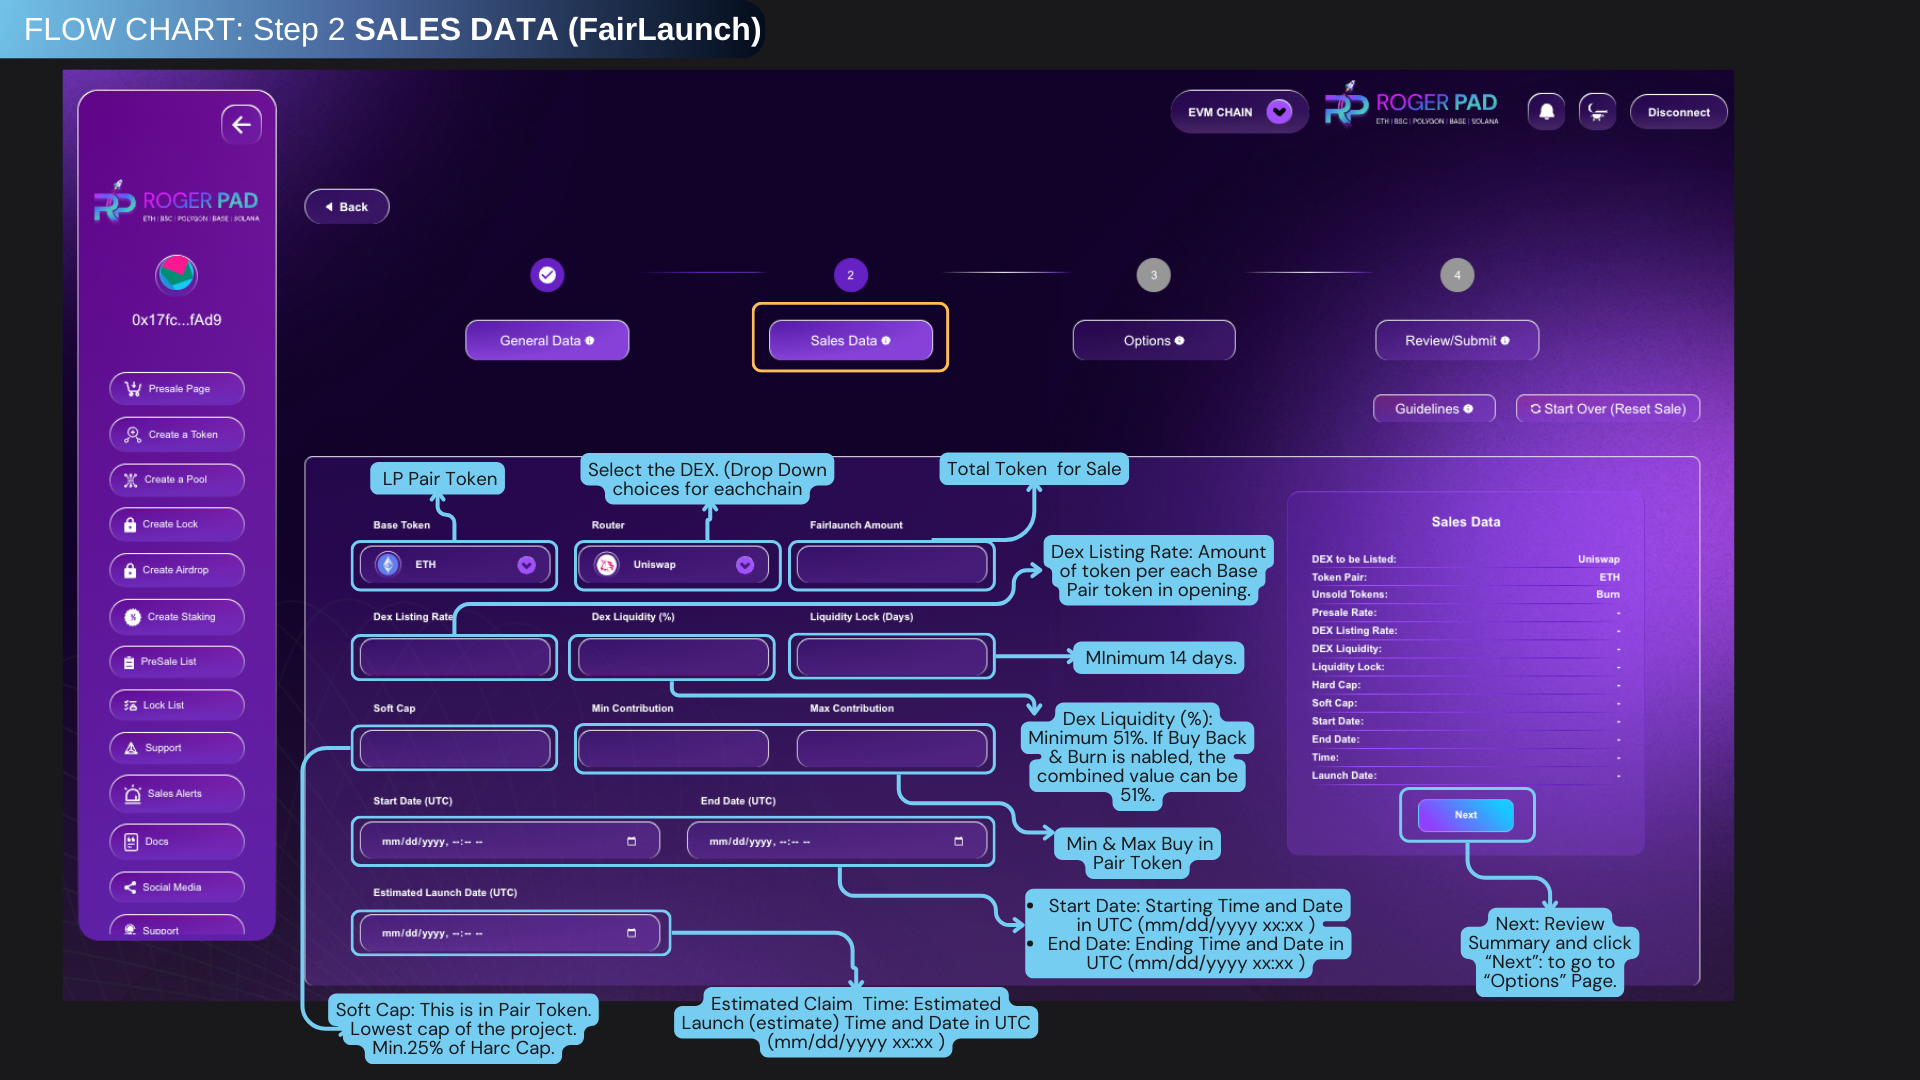 FLOW CHART: Step 2 SALES DATA (FairLaunch)
EVM CHAIN
ROGER PAD
ETH | BSC | POLYGON | BASE | SOLANA
Disconnect
ROGER PAD
ETH | BSC | POLYGON | BASE | SOLANA
0x17fc...fAd9
Presale Page
Create a Token
Create a Pool
Create Lock
Create Airdrop
Create Staking
PreSale List
Lock List
Support
Sales Alerts
Docs
Social Media
Support
Back
2
3
4
General Data
Sales Data
Options
Review/Submit
Guidelines
Start Over (Reset Sale)
LP Pair Token
Select the DEX. (Drop Down
choices for eachchain
Total Token for Sale
Base Token
Router
Fairlaunch Amount
ETH
Uniswap
Dex Listing Rate: Amount
of token per each Base
Pair token in opening.
Dex Listing Rate
Dex Liquidity (%)
Liquidity Lock (Days)
MInimum 14 days.
Soft Cap
Min Contribution
Max Contribution
Dex Liquidity (%):
Minimum 51%. If Buy Back
& Burn is nabled, the
combined value can be
51%.
Start Date (UTC)
End Date (UTC)
mm/dd/yyyy, --:-- --
mm/dd/yyyy, --:-- --
Min & Max Buy in
Pair Token
Estimated Launch Date (UTC)
mm/dd/yyyy, --:-- --
• Start Date: Starting Time and Date
in UTC (mm/dd/yyyy xx:xx )
• End Date: Ending Time and Date in
UTC (mm/dd/yyyy xx:xx )
Soft Cap: This is in Pair Token.
Lowest cap of the project.
Min.25% of Harc Cap.
Estimated Claim Time: Estimated
Launch (estimate) Time and Date in UTC
(mm/dd/yyyy xx:xx )
Sales Data
DEX to be Listed: Uniswap
Token Pair: ETH
Unsold Tokens: Burn
Presale Rate: -
DEX Listing Rate: -
DEX Liquidity: -
Liquidity Lock: -
Hard Cap: -
Soft Cap: -
Start Date: -
End Date: -
Time: -
Launch Date: -
Next
Next: Review
Summary and click
“Next”: to go to
“Options” Page.